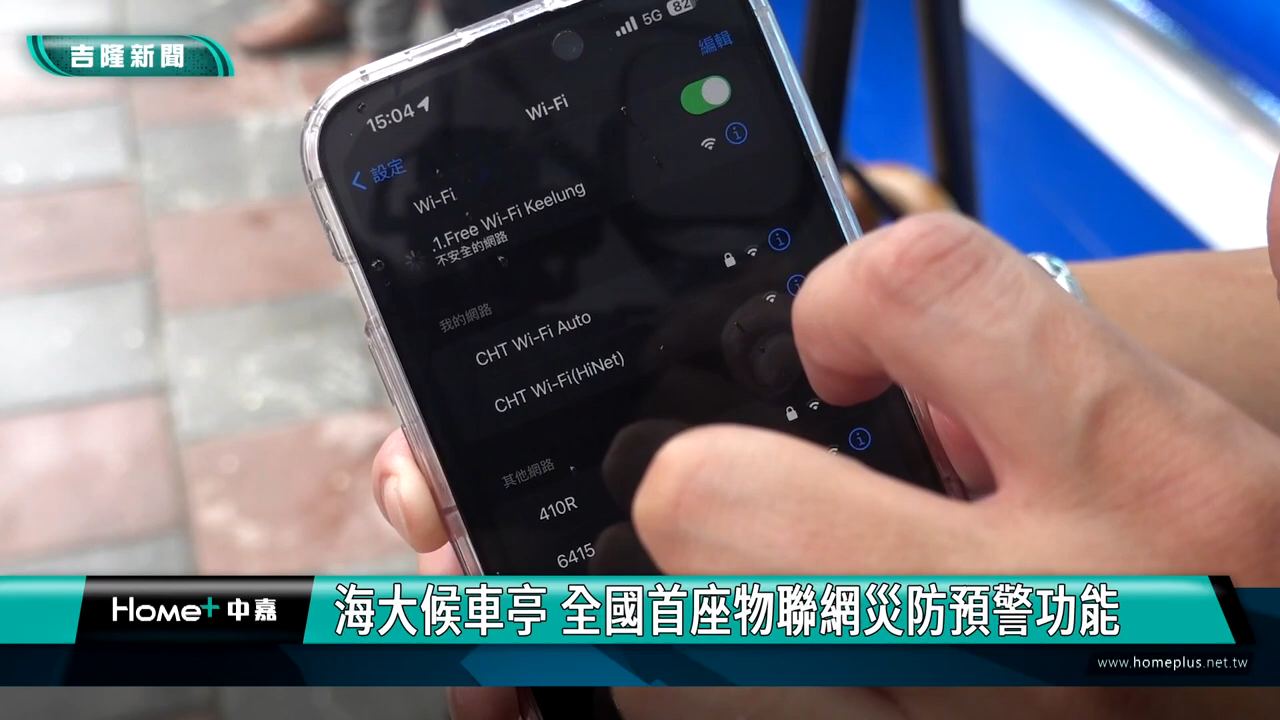 吉隆新聞
5G 82
15:04
編輯
Wi-Fi
設定
Wi-Fi
.1.Free Wi-Fi Keelung
不安全的網路
我的網路
CHT Wi-Fi Auto
CHT Wi-Fi(HiNet)
其他網路
410R
6415
Home+ 中嘉
海大候車亭 全國首座物聯網災防預警功能
www.homeplus.net.tw